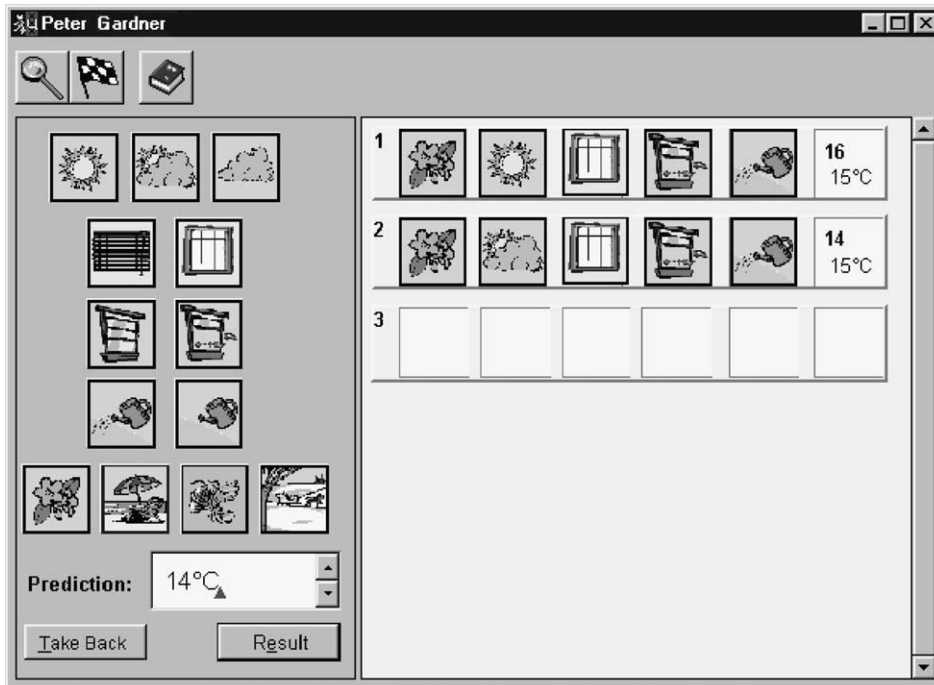 Peter Gardner
1
16
15°C
2
14
15°C
3
Prediction:
14°C
Take Back
Result